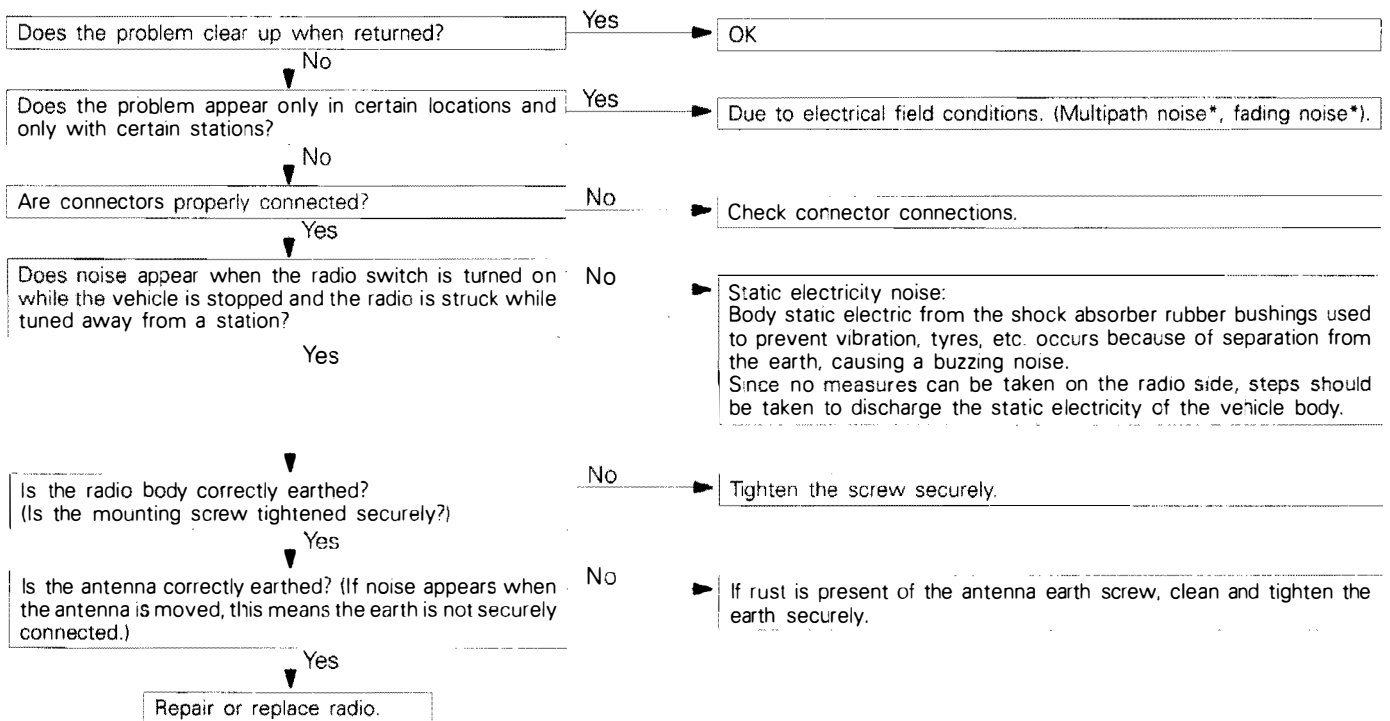 Does the problem clear up when returned?
Yes
OK
No
Does the problem appear only in certain locations and
only with certain stations?
Yes
Due to electrical field conditions. (Multipath noise*, fading noise*).
No
Are connectors properly connected?
No
Check connector connections.
Yes
Does noise appear when the radio switch is turned on
while the vehicle is stopped and the radio is struck while
tuned away from a station?
No
Static electricity noise:
Body static electric from the shock absorber rubber bushings used
to prevent vibration, tyres, etc. occurs because of separation from
the earth, causing a buzzing noise.
Since no measures can be taken on the radio side, steps should
be taken to discharge the static electricity of the vehicle body.
Yes
Is the radio body correctly earthed?
(Is the mounting screw tightened securely?)
No
Tighten the screw securely.
Yes
Is the antenna correctly earthed? (If noise appears when
the antenna is moved, this means the earth is not securely
connected.)
No
If rust is present of the antenna earth screw, clean and tighten the
earth securely.
Yes
Repair or replace radio.